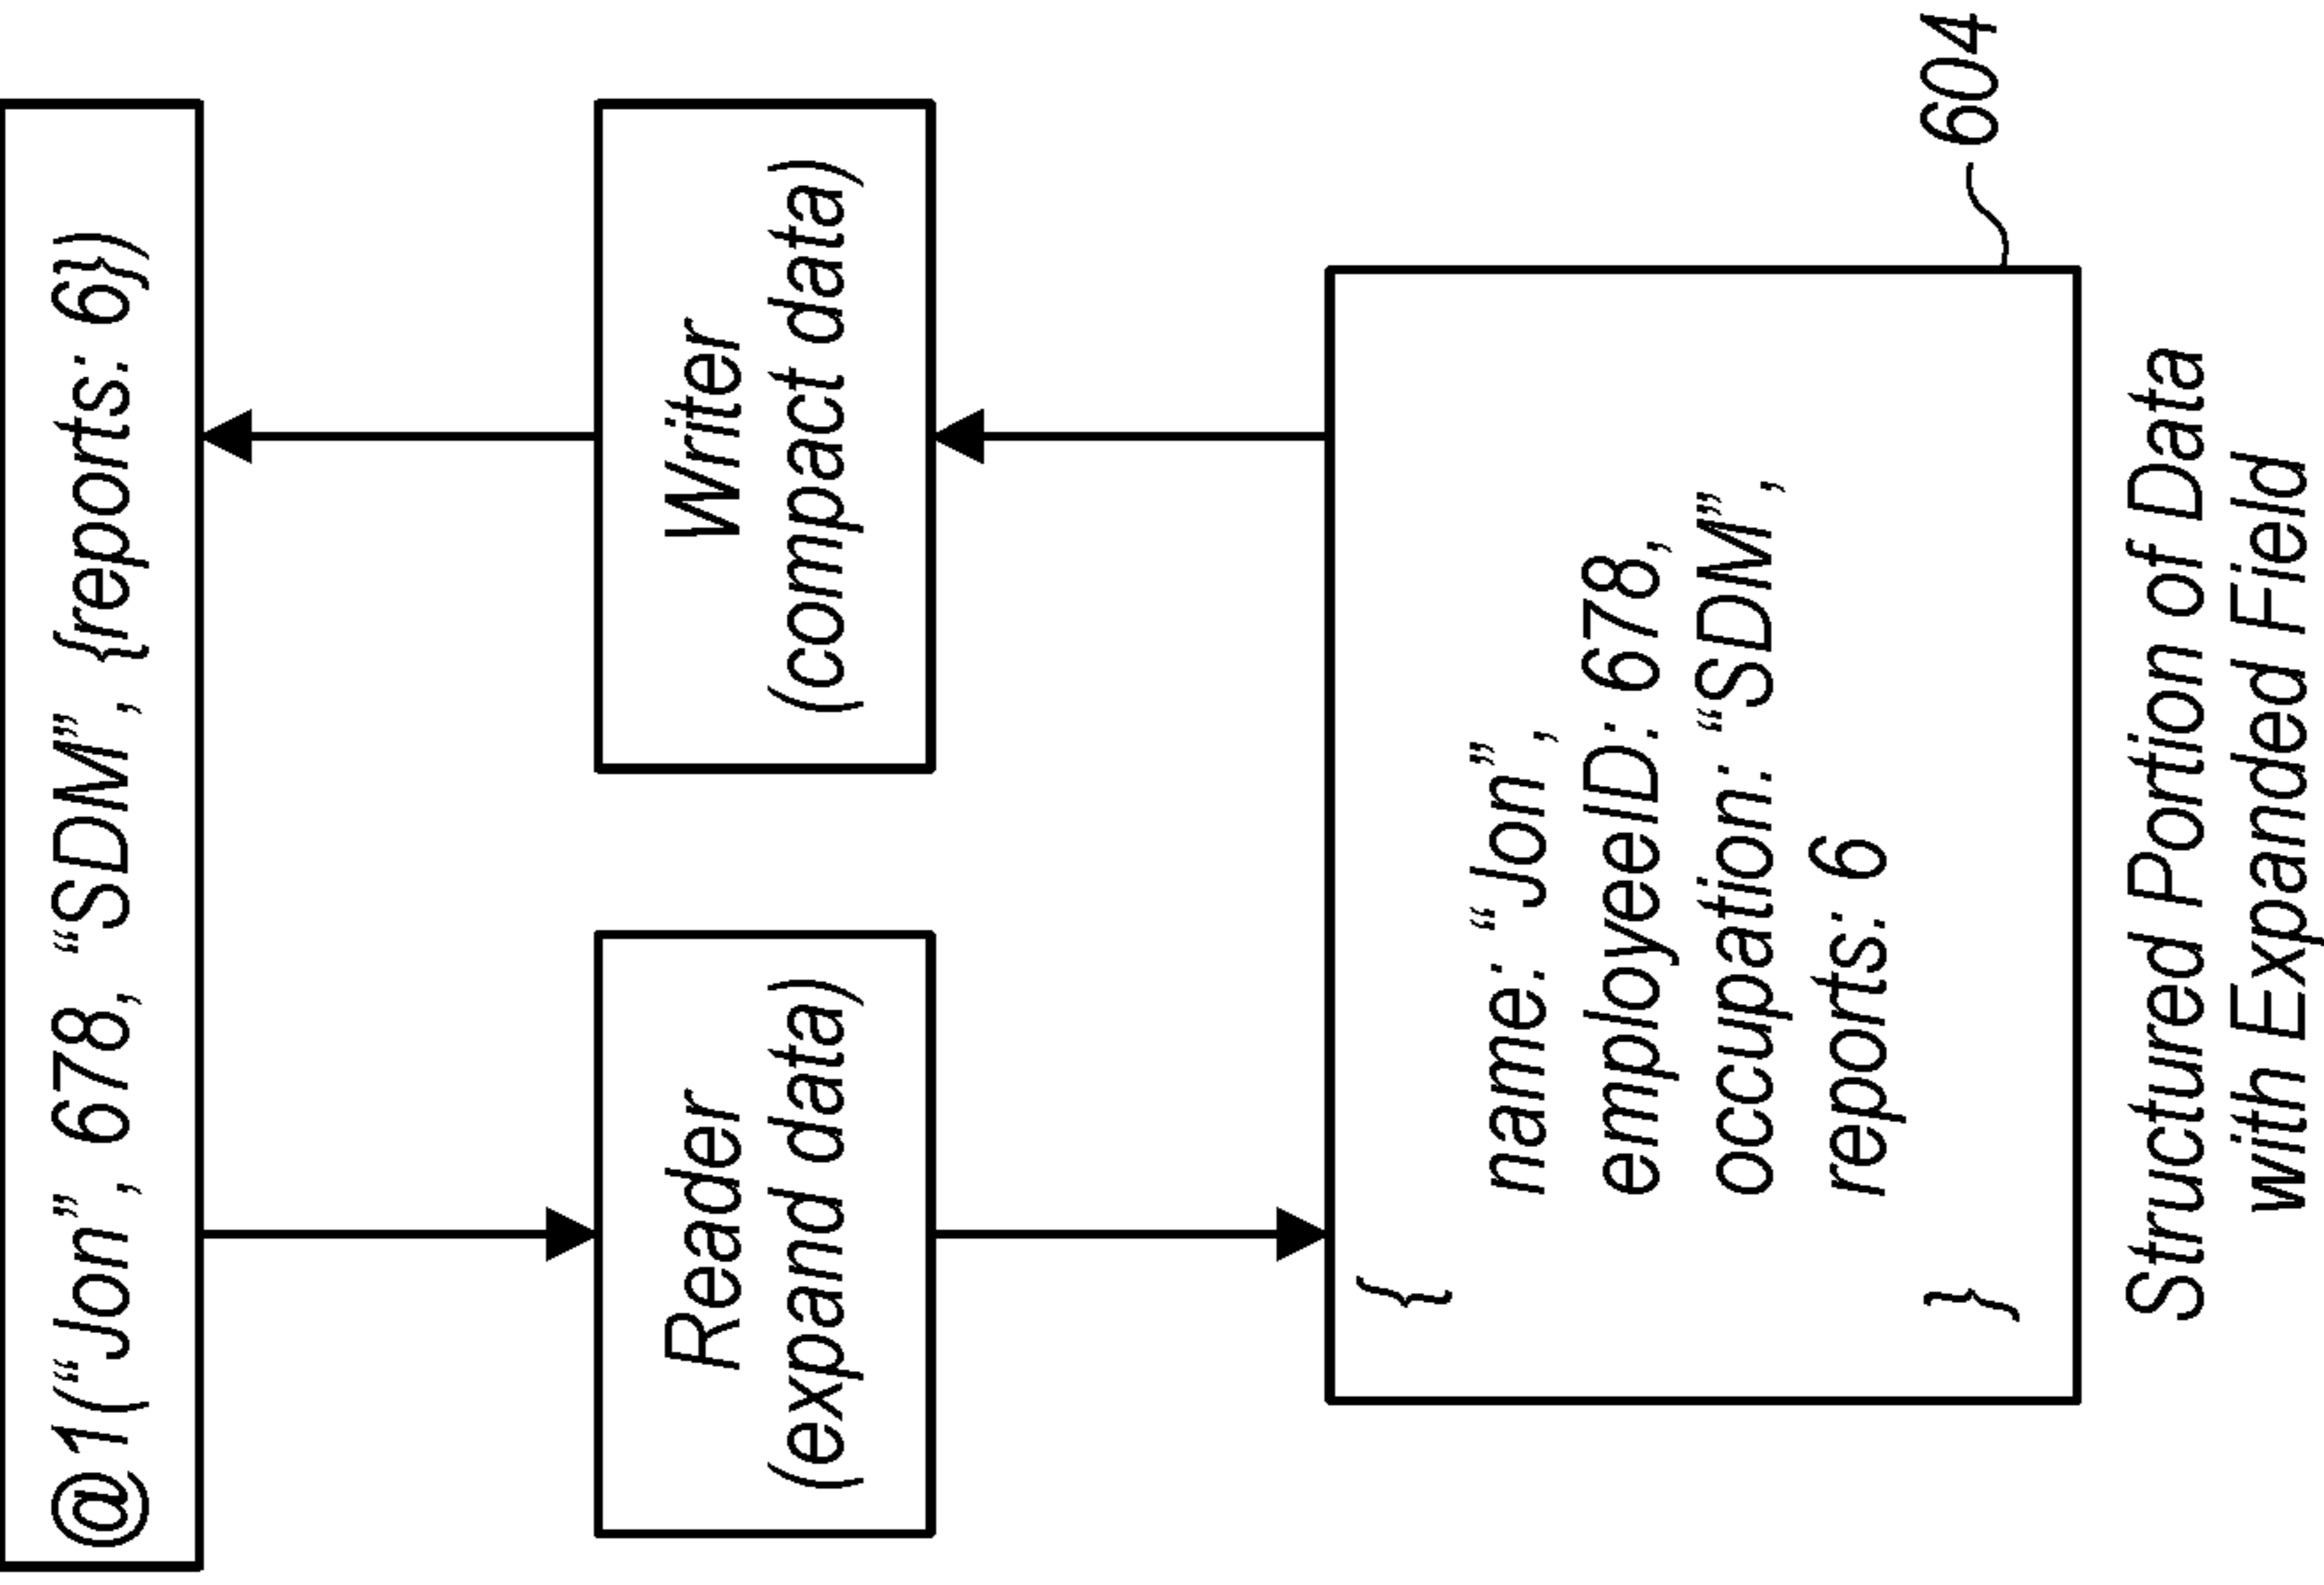 @1(“Jon”, 678, “SDM”, {reports: 6})
Reader
(expand data)
Writer
(compact data)
{
name: “Jon”,
employeeID: 678,
occupation: “SDM”,
reports: 6
}
604
Structured Portion of Data
with Expanded Field